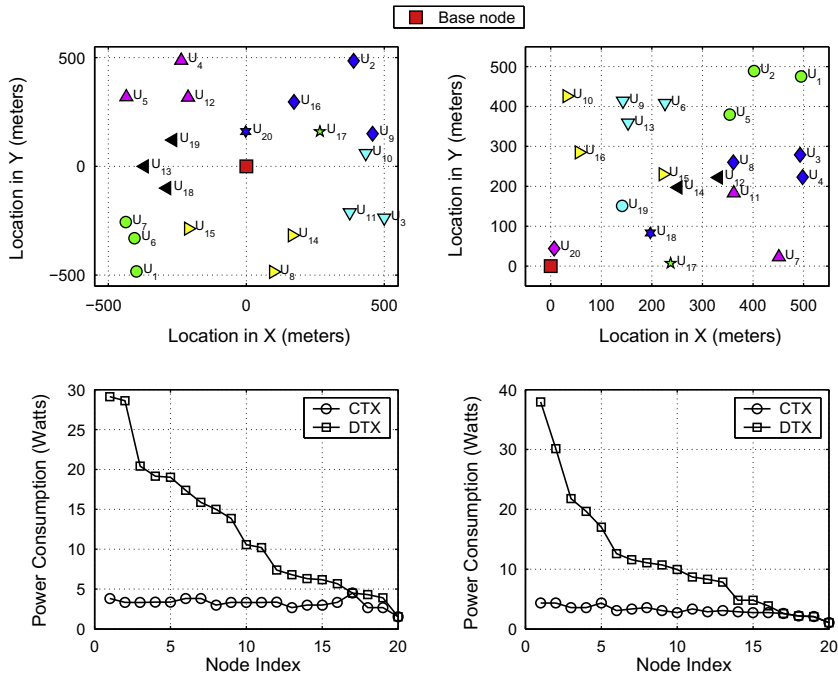 Base node
500
0
−500
−500
0
500
Location in Y (meters)
Location in X (meters)
U4
U2
U5
U12
U16
U20
U17
U9
U19
U10
U13
U18
U7
U6
U15
U11
U3
U14
U1
U8
500
400
300
200
100
0
0
100
200
300
400
500
Location in Y (meters)
Location in X (meters)
U2
U1
U10
U9
U6
U5
U13
U16
U8
U3
U15
U12
U4
U14
U11
U19
U18
U20
U17
U7
30
25
20
15
10
5
0
0
5
10
15
20
Power Consumption (Watts)
Node Index
CTX
DTX
40
30
20
10
0
0
5
10
15
20
Power Consumption (Watts)
Node Index
CTX
DTX